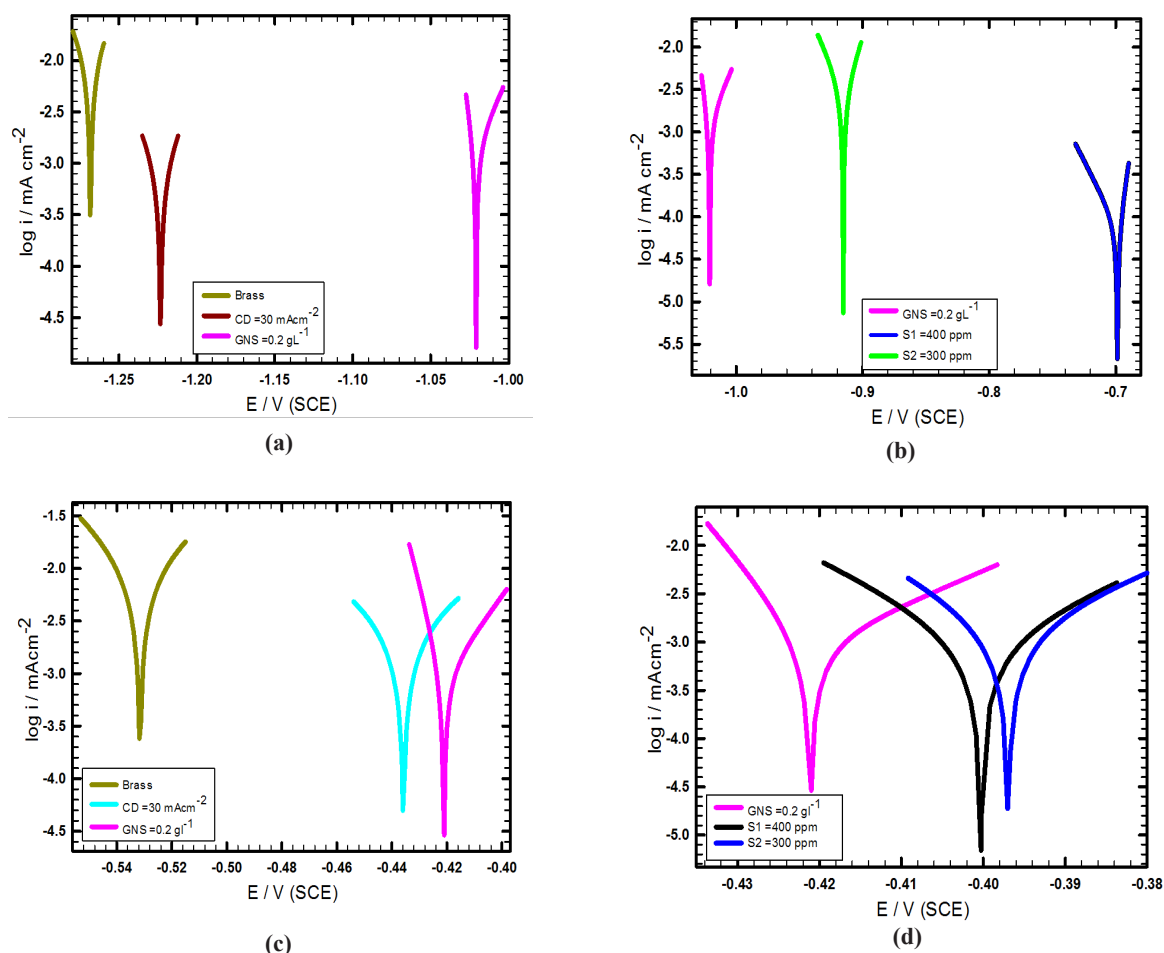 log i / mA cm-2
-2.0
-2.5
-3.0
-3.5
-4.0
-4.5
Brass
CD =30 mAcm-2
GNS =0.2 gL-1
-1.25 -1.20 -1.15 -1.10 -1.05 -1.00
E / V (SCE)
(a)
log i / mA cm-2
-2.0
-2.5
-3.0
-3.5
-4.0
-4.5
-5.0
-5.5
GNS =0.2 gL-1
S1 =400 ppm
S2 =300 ppm
-1.0 -0.9 -0.8 -0.7
E / V (SCE)
(b)
log i / mAcm-2
-1.5
-2.0
-2.5
-3.0
-3.5
-4.0
-4.5
Brass
CD =30 mAcm-2
GNS =0.2 gl-1
-0.54 -0.52 -0.50 -0.48 -0.46 -0.44 -0.42 -0.40
E / V (SCE)
(c)
log i / mAcm-2
-2.0
-2.5
-3.0
-3.5
-4.0
-4.5
-5.0
GNS =0.2 gl-1
S1 =400 ppm
S2 =300 ppm
-0.43 -0.42 -0.41 -0.40 -0.39 -0.38
E / V (SCE)
(d)